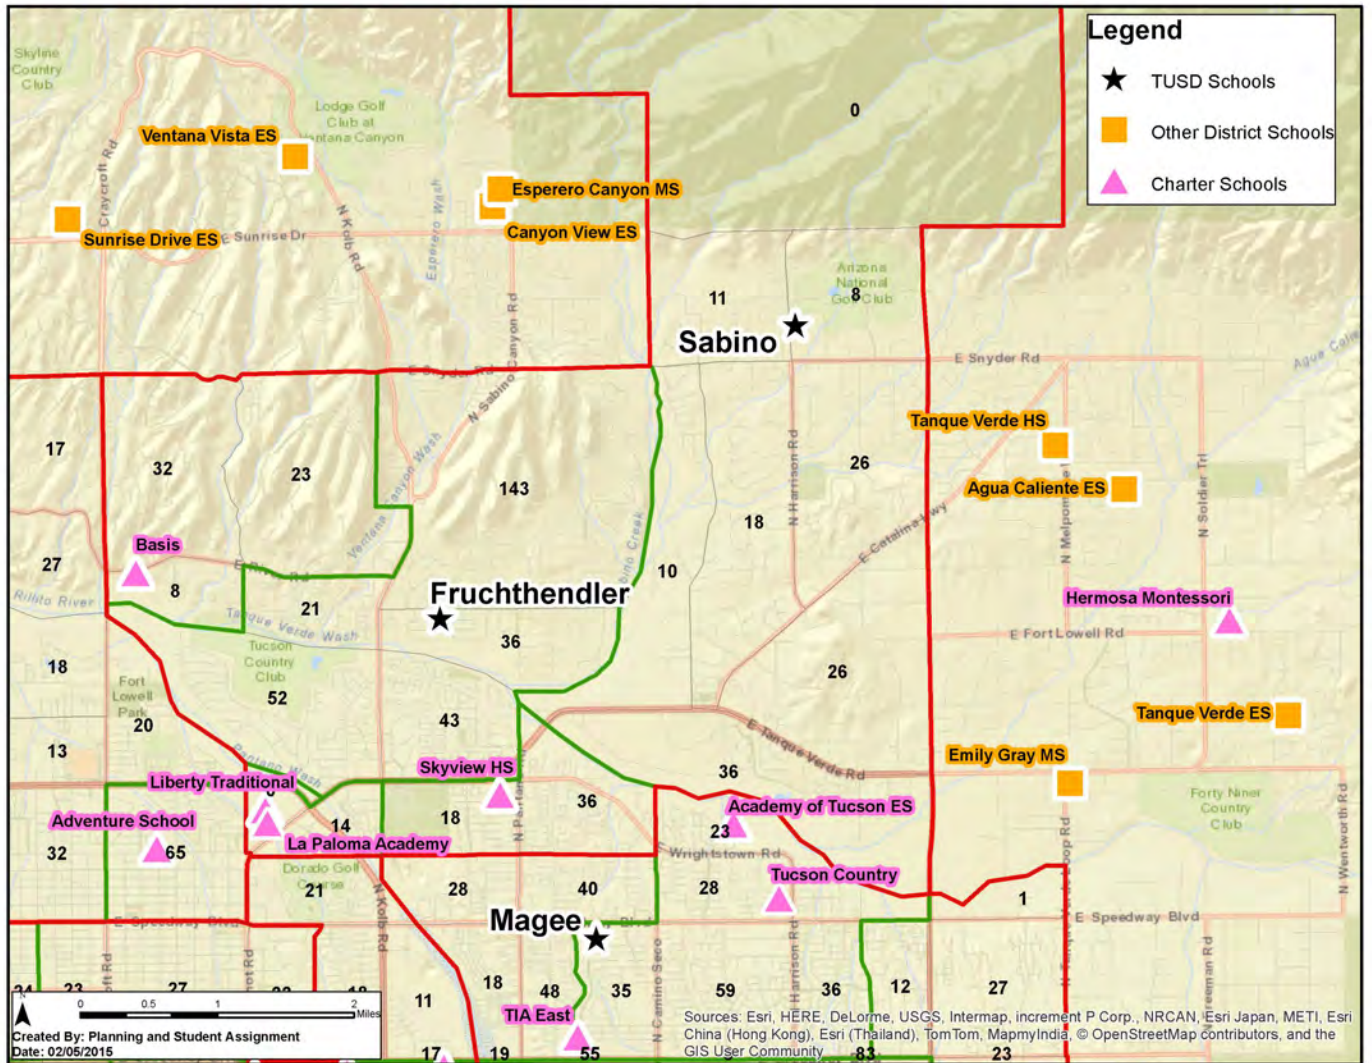 Legend
TUSD Schools
Other District Schools
Charter Schools
Skyline
Country
Club
Craycroft Rd
Lodge Golf
Club at
Ventana Canyon
0
Ventana Vista ES
Esperero Canyon MS
Canyon View ES
Sunrise Drive ES
E Sunrise Dr
N Kolb Rd
Esperero Wash
N Sabino Canyon Rd
11
Arizona
National
Golf Club
8
Sabino
E Snyder Rd
E Snyder Rd
Agua Calie
17
32
23
143
26
Tanque Verde HS
Agua Caliente ES
N Harrison Rd
18
E Catalina Hwy
N Soldier Trl
Ventana Canyon Wash
Basis
E River Rd
27
8
21
10
Rillito River
Tanque Verde Wash
Fruchthendler
36
Hermosa Montessori
E Fort Lowell Rd
18
Tucson
Country
Club
52
Fort
Lowell
Park
20
43
26
Tanque Verde ES
13
Pantano Wash
E Tanque Verde Rd
Emily Gray MS
Liberty Traditional
Skyview HS
36
36
Academy of Tucson ES
23
Forty Niner
Country
Club
N Wentworth Rd
Adventure School
65
32
14
18
La Paloma Academy
E Wrightstown Rd
Dorado Golf
Course
21
28
40
28
Tucson Country
1
E Speedway Blvd
Magee
Blvd
E Speedway Blvd
N Kolb Rd
N Camino Seco
N Harrison Rd
27
11
18
48
35
59
36
12
27
TIA East
17
19
55
83
23
N
0 0.5 1 2
Miles
Created By: Planning and Student Assignment
Date: 02/05/2015
Sources: Esri, HERE, DeLorme, USGS, Intermap, increment P Corp., NRCAN, Esri Japan, METI, Esri
China (Hong Kong), Esri (Thailand), TomTom, MapmyIndia, © OpenStreetMap contributors, and the
GIS User Community